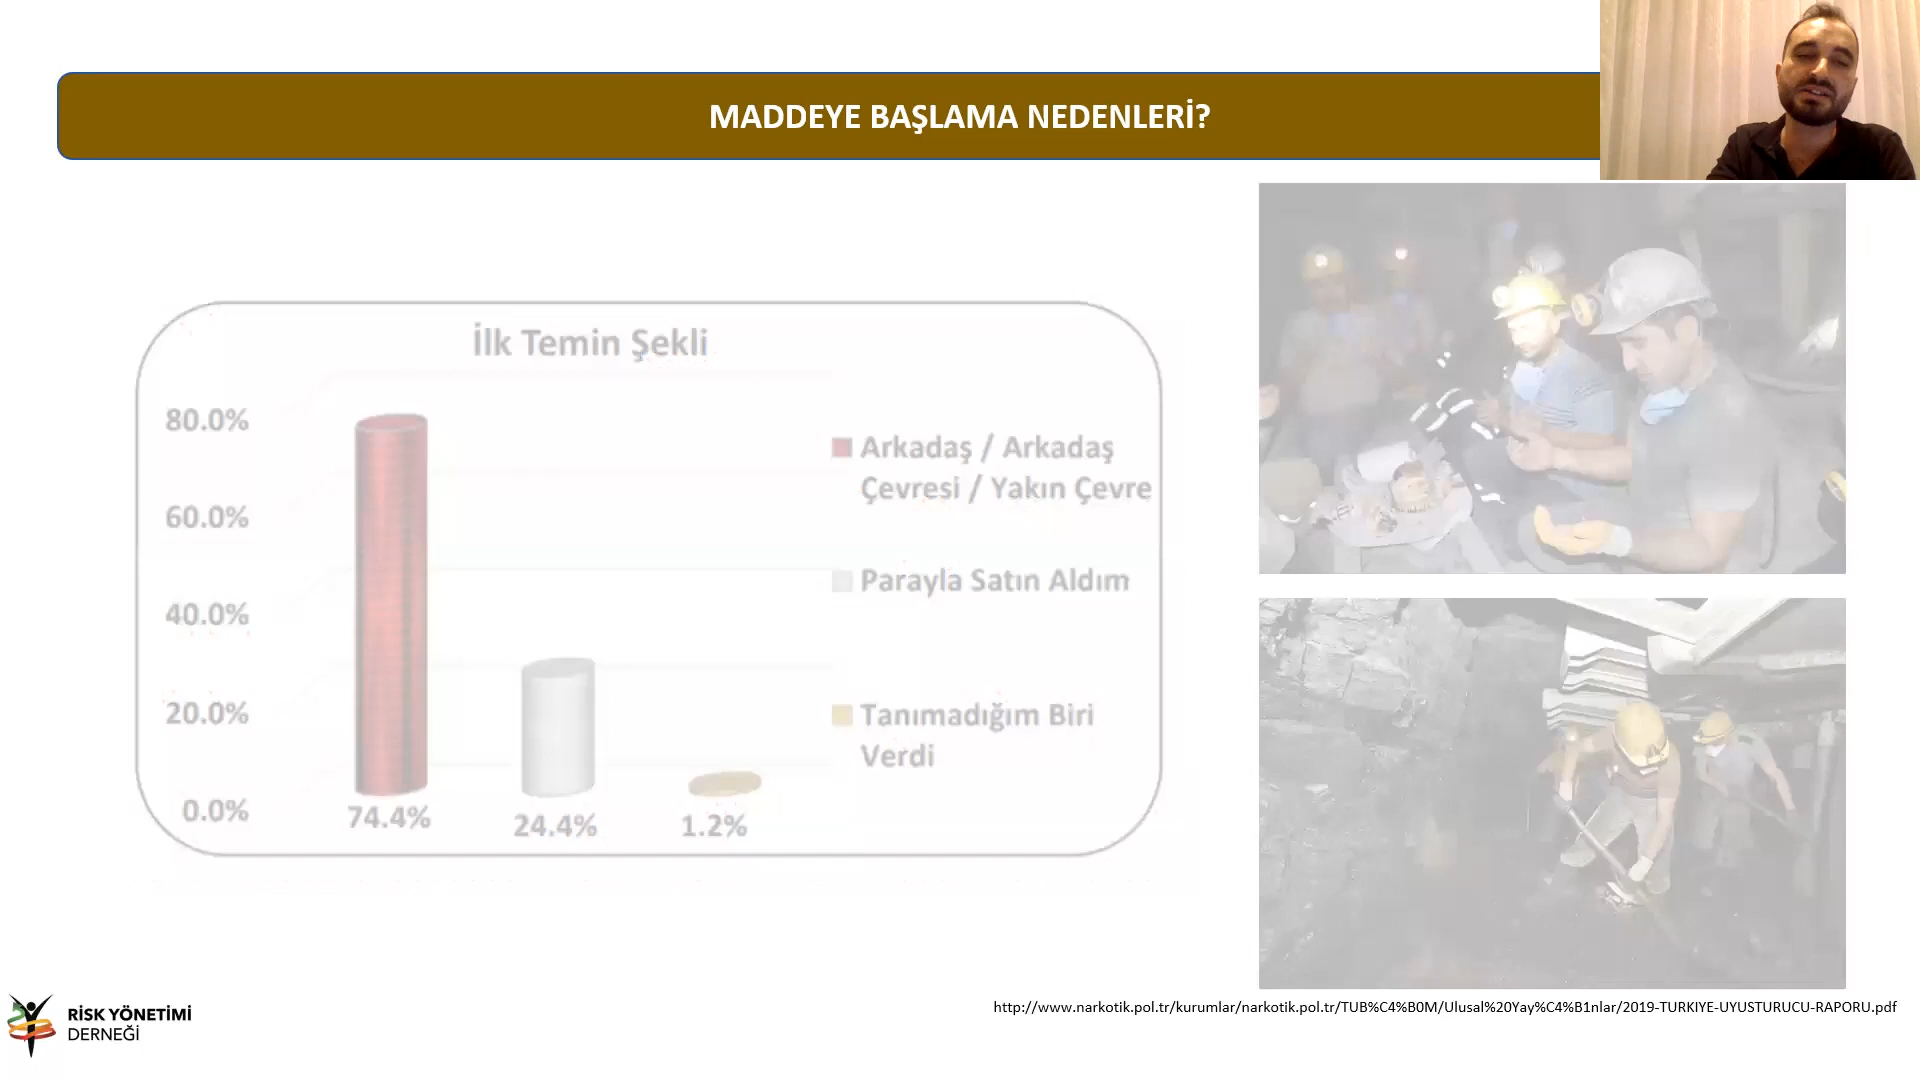 MADDEYE BAŞLAMA NEDENLERİ?
İlk Temin Şekli
80.0%
60.0%
40.0%
20.0%
0.0%
74.4%
24.4%
1.2%
Arkadaş / Arkadaş
Çevresi / Yakın Çevre
Parayla Satın Aldım
Tanımadığım Biri
Verdi
RİSK YÖNETİMİ
DERNEĞİ
http://www.narkotik.pol.tr/kurumlar/narkotik.pol.tr/TUB%C4%B0M/Ulusal%20Yay%C4%B1nlar/2019-TURKIYE-UYUSTURUCU-RAPORU.pdf